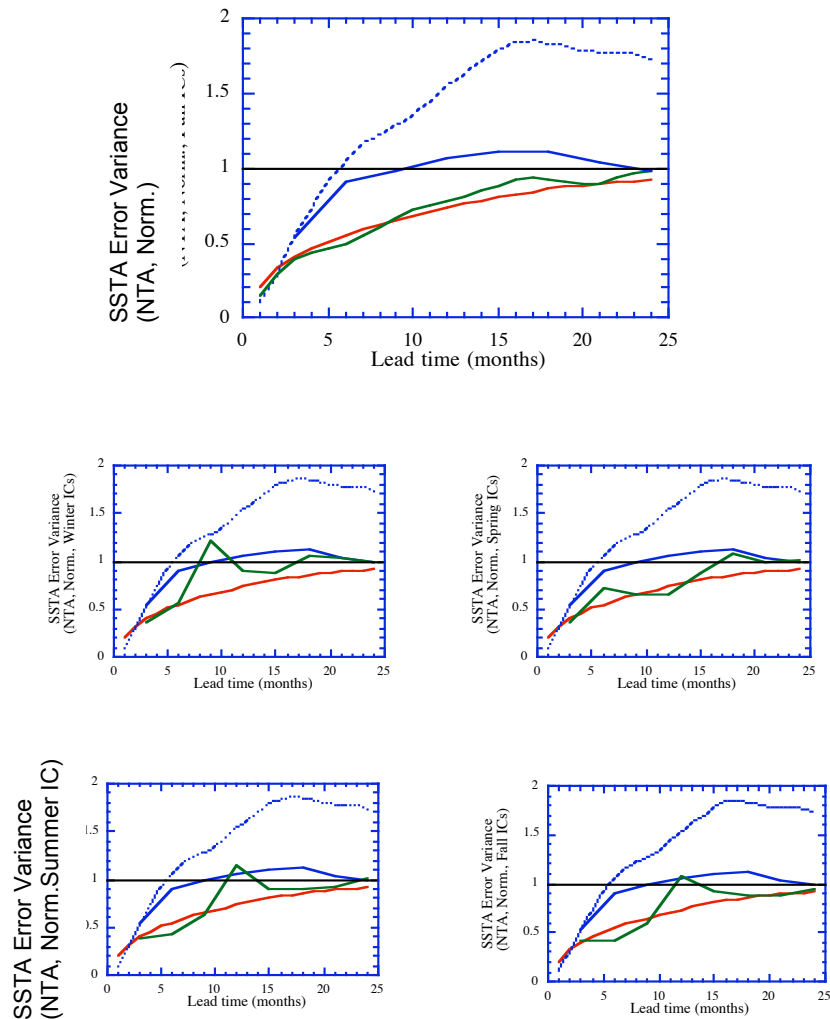 SSTA Error Variance
(NTA, Norm.)
2
1.5
1
0.5
0
0 5 10 15 20 25
Lead time (months)
SSTA Error Variance
(NTA, Norm., Winter ICs)
2
1.5
1
0.5
0
0 5 10 15 20 25
Lead time (months)
SSTA Error Variance
(NTA, Norm., Spring ICs)
2
1.5
1
0.5
0
0 5 10 15 20 25
Lead time (months)
SSTA Error Variance
(NTA, Norm.Summer IC)
2
1.5
1
0.5
0
0 5 10 15 20 25
Lead time (months)
SSTA Error Variance
(NTA, Norm., Fall ICs)
2
1.5
1
0.5
0
0 5 10 15 20 25
Lead time (months)